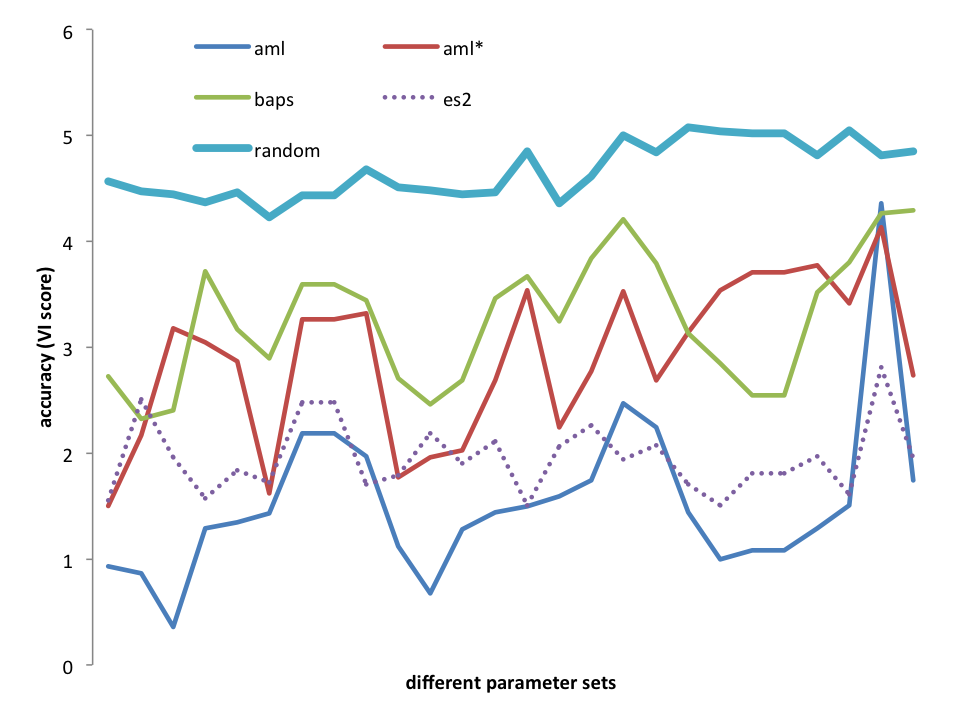 6
aml
aml*
baps
es2
5
random
4
3
2
1
0
accuracy (VI score)
different parameter sets